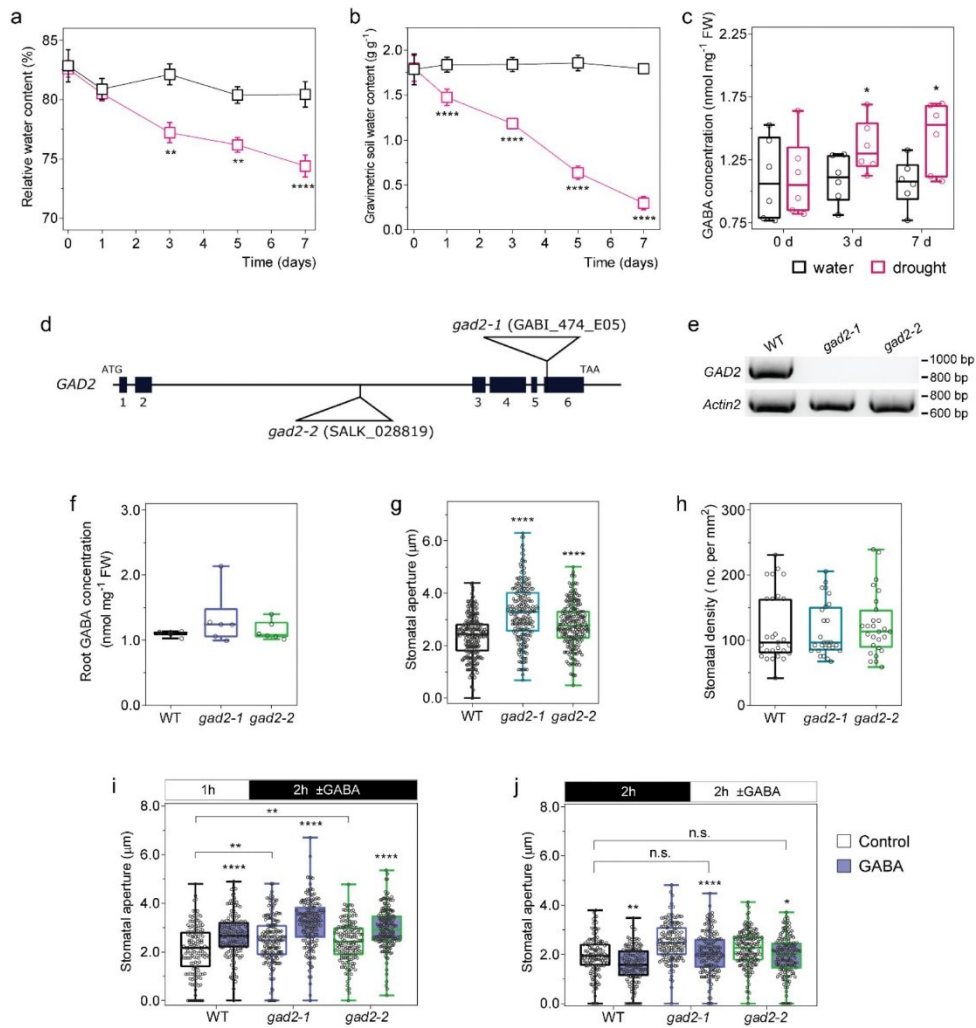 a
Relative water content (%)
85
80
75
70
0 1 2 3 4 5 6 7
Time (days)
**
**
****
b
Gravimetric soil water content (g g⁻¹)
2.0
1.5
1.0
0.5
0.0
0 1 2 3 4 5 6 7
Time (days)
****
****
****
****
c
GABA concentration (nmol mg⁻¹ FW)
2.25
1.75
1.25
0.75
*
*
0 d 3 d 7 d
water drought
d
gad2-1 (GABI_474_E05)
ATG TAA
GAD2
1 2 3 4 5 6
gad2-2 (SALK_028819)
e
WT gad2-1 gad2-2
GAD2
1000 bp
800 bp
Actin2
800 bp
600 bp
f
Root GABA concentration
(nmol mg⁻¹ FW)
3.0
2.0
1.0
0.0
WT gad2-1 gad2-2
g
Stomatal aperture (µm)
6.0
4.0
2.0
0.0
****
****
WT gad2-1 gad2-2
h
Stomatal density ( no. per mm²)
300
200
100
0
WT gad2-1 gad2-2
i
1h 2h ±GABA
Stomatal aperture (µm)
8.0
6.0
4.0
2.0
0.0
**
**
****
****
****
WT gad2-1 gad2-2
j
2h 2h ±GABA
Stomatal aperture (µm)
8.0
6.0
4.0
2.0
0.0
n.s.
n.s.
**
****
*
WT gad2-1 gad2-2
Control
GABA